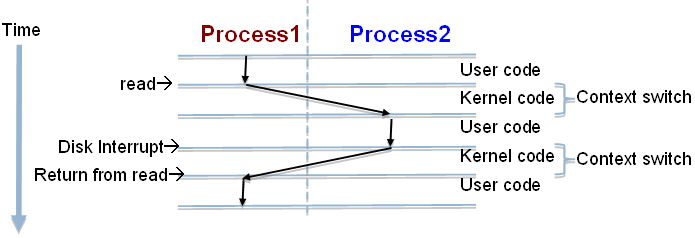 Time
Process1 Process2
User code
read→
Kernel code
Context switch
User code
Disk Interrupt→
Kernel code
Context switch
Return from read→
User code